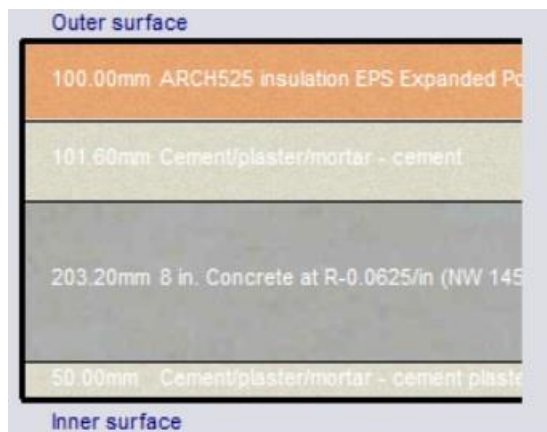 Outer surface
100.00mm ARCH525 insulation EPS Expanded Po
101.60mm Cement/plaster/mortar - cement
203.20mm 8 in. Concrete at R-0.0625/in (NW 145
50.00mm Cement/plaster/mortar - cement plaste
Inner surface